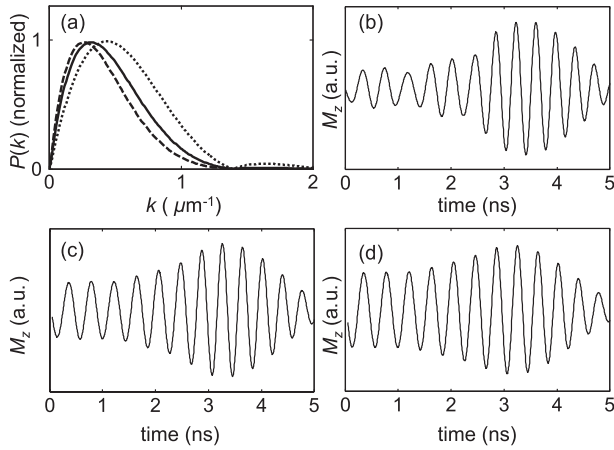 (a)
P(k) (normalized)
1
0
0 1 2
k ( µm-1)
(b)
Mz (a.u.)
0 1 2 3 4 5
time (ns)
(c)
Mz (a.u.)
0 1 2 3 4 5
time (ns)
(d)
Mz (a.u.)
0 1 2 3 4 5
time (ns)